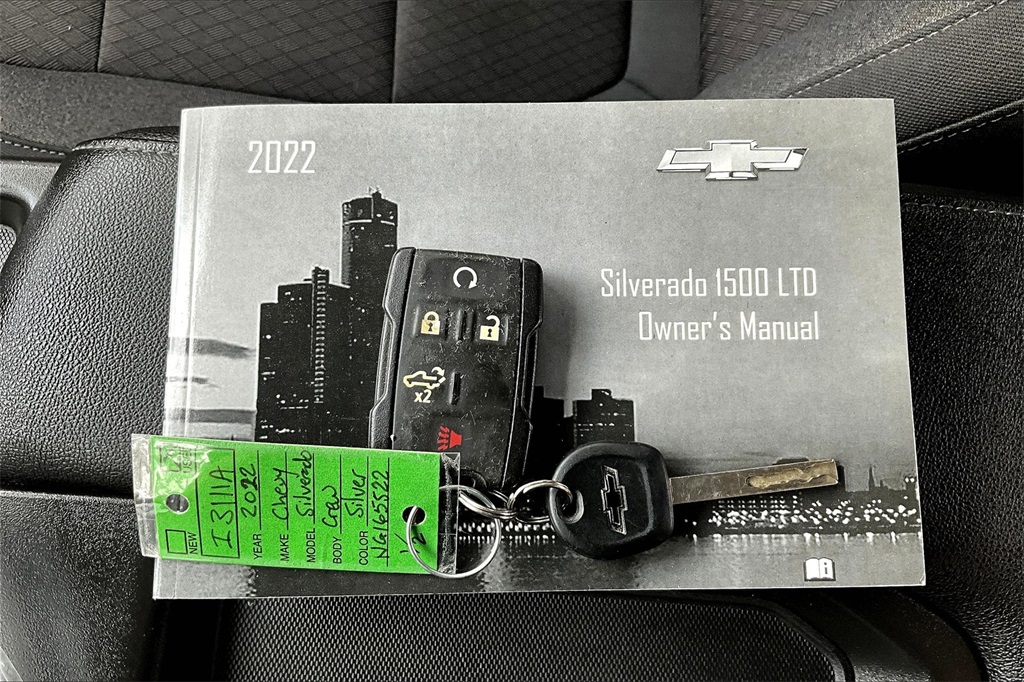 2022
Silverado 1500 LTD
Owner's Manual
x2
NEW
I311A
YEAR 2022
MAKE Chevy
MODEL Silverado
BODY Crew
COLOR Silver
NG165522